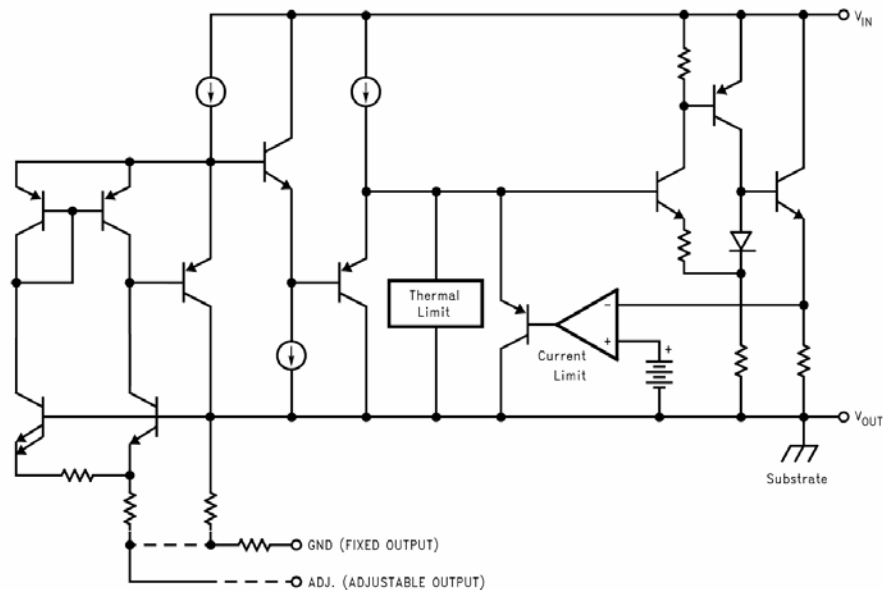 V_IN
Thermal
Limit
−
+
Current
Limit
+
V_OUT
Substrate
GND (FIXED OUTPUT)
ADJ. (ADJUSTABLE OUTPUT)